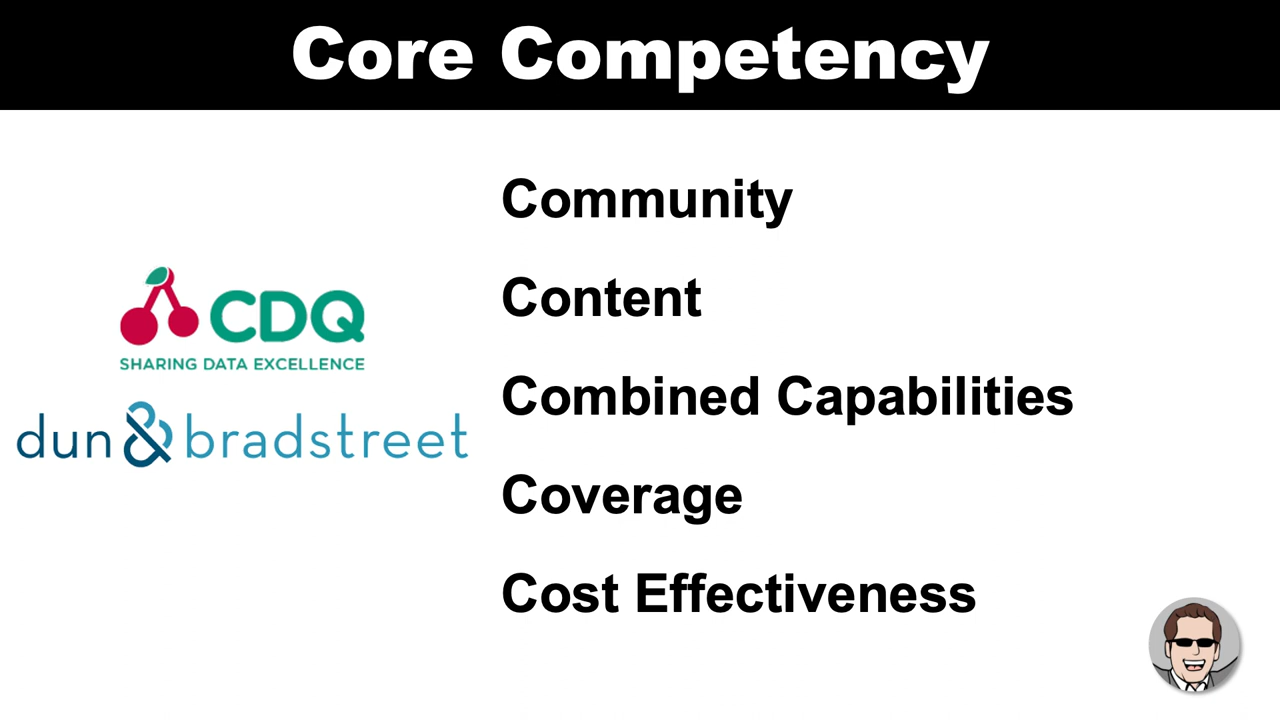 Core Competency
CDQ
SHARING DATA EXCELLENCE
dun & bradstreet
Community
Content
Combined Capabilities
Coverage
Cost Effectiveness